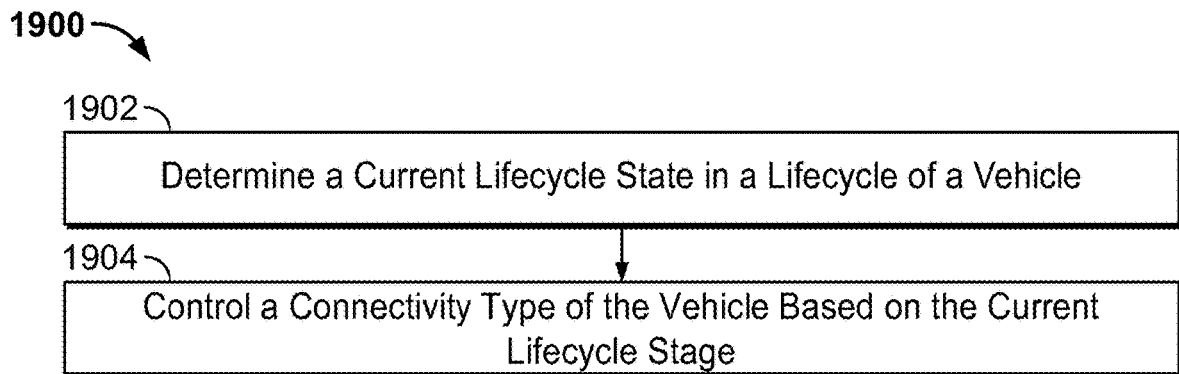 1900
1902
Determine a Current Lifecycle State in a Lifecycle of a Vehicle
1904
Control a Connectivity Type of the Vehicle Based on the Current
Lifecycle Stage